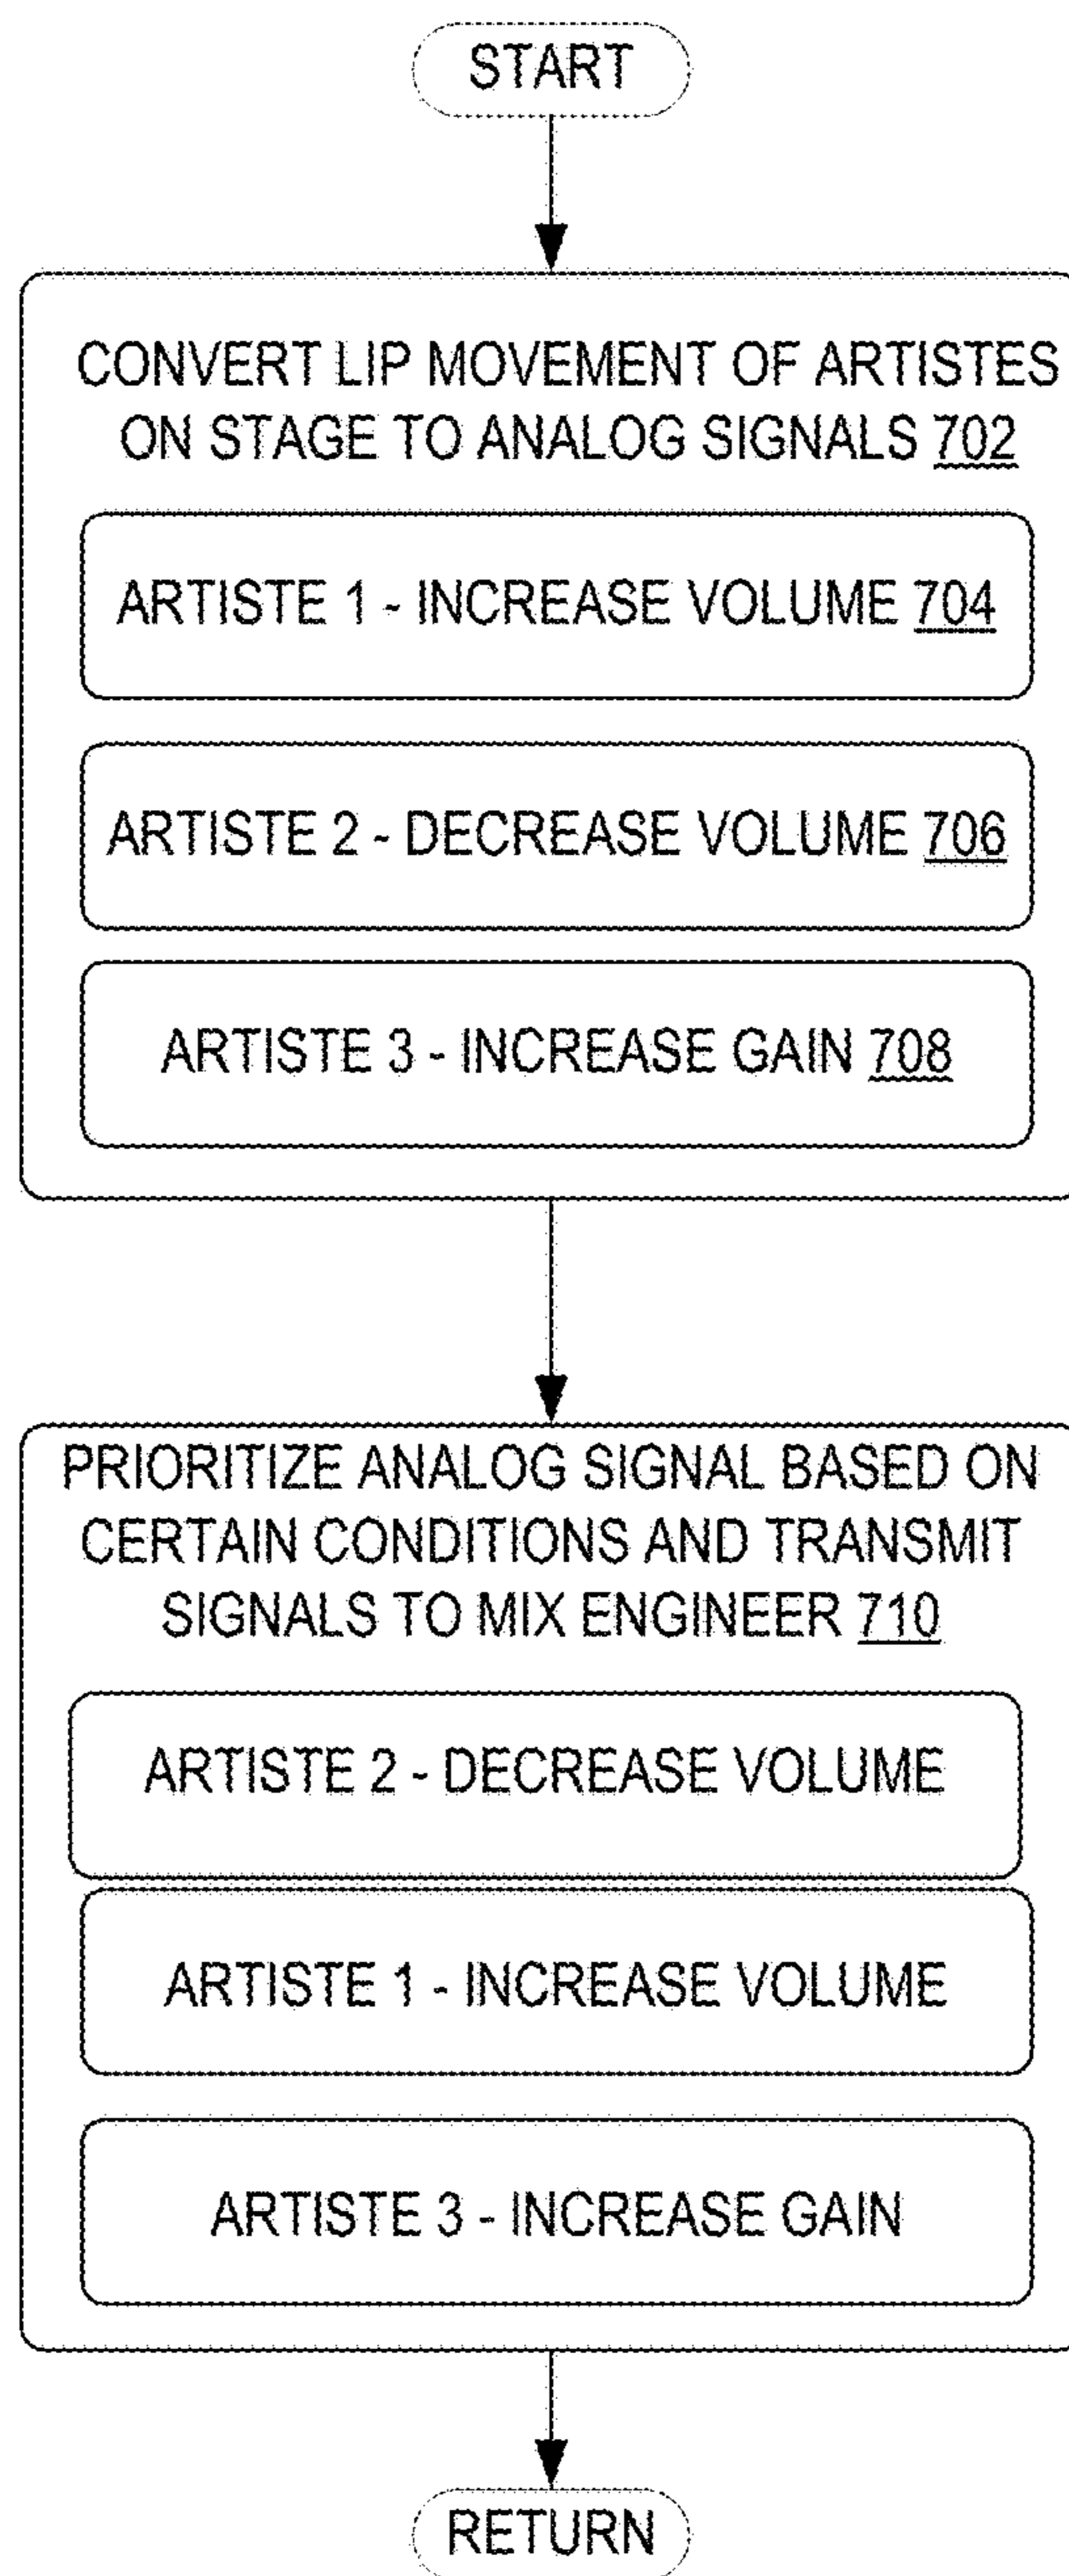 START
CONVERT LIP MOVEMENT OF ARTISTES
ON STAGE TO ANALOG SIGNALS 702
ARTISTE 1 - INCREASE VOLUME 704
ARTISTE 2 - DECREASE VOLUME 706
ARTISTE 3 - INCREASE GAIN 708
PRIORITIZE ANALOG SIGNAL BASED ON
CERTAIN CONDITIONS AND TRANSMIT
SIGNALS TO MIX ENGINEER 710
ARTISTE 2 - DECREASE VOLUME
ARTISTE 1 - INCREASE VOLUME
ARTISTE 3 - INCREASE GAIN
RETURN